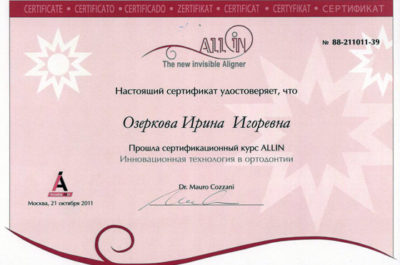 CERTIFICATE • CERTIFICATO • CERTIFICADO • ZERTIFIKAT • CERTIFICAT • CERTYFIKAT • СЕРТИФИКАТ
ALL IN
The new invisible Aligner
№ 88-211011-39
Настоящий сертификат удостоверяет, что
Озеркова Ирина Игоревна
Прошла сертификационный курс ALLIN
Инновационная технология в ортодонтии
Dr. Mauro Cozzani
Москва, 21 октября 2011